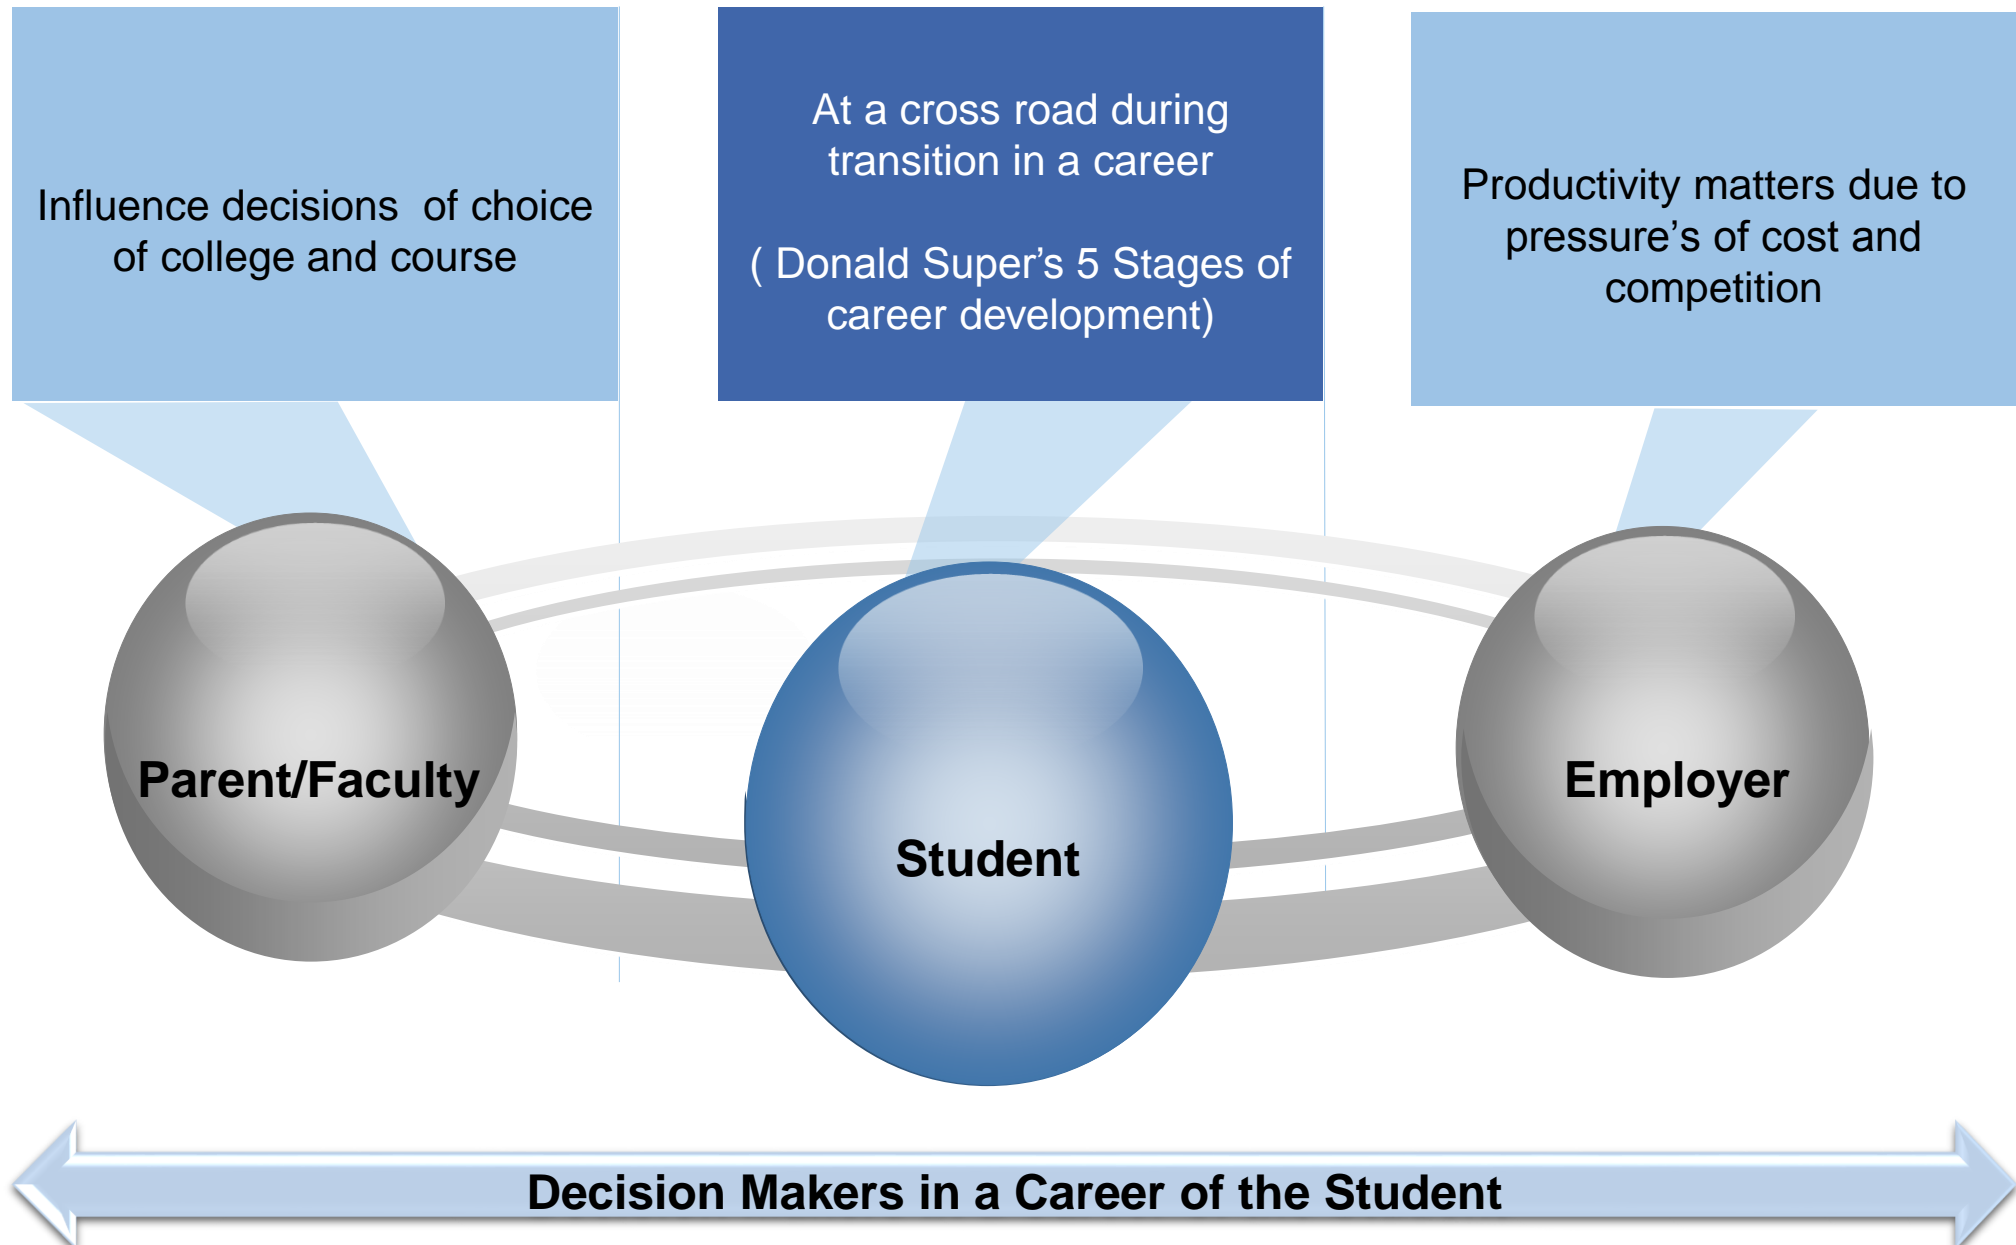 Influence decisions  of choice
of college and course
At a cross road during
transition in a career
( Donald Super’s 5 Stages of
career development)
Productivity matters due to
pressure’s of cost and
competition
Parent/Faculty
Student
Employer
Decision Makers in a Career of the Student